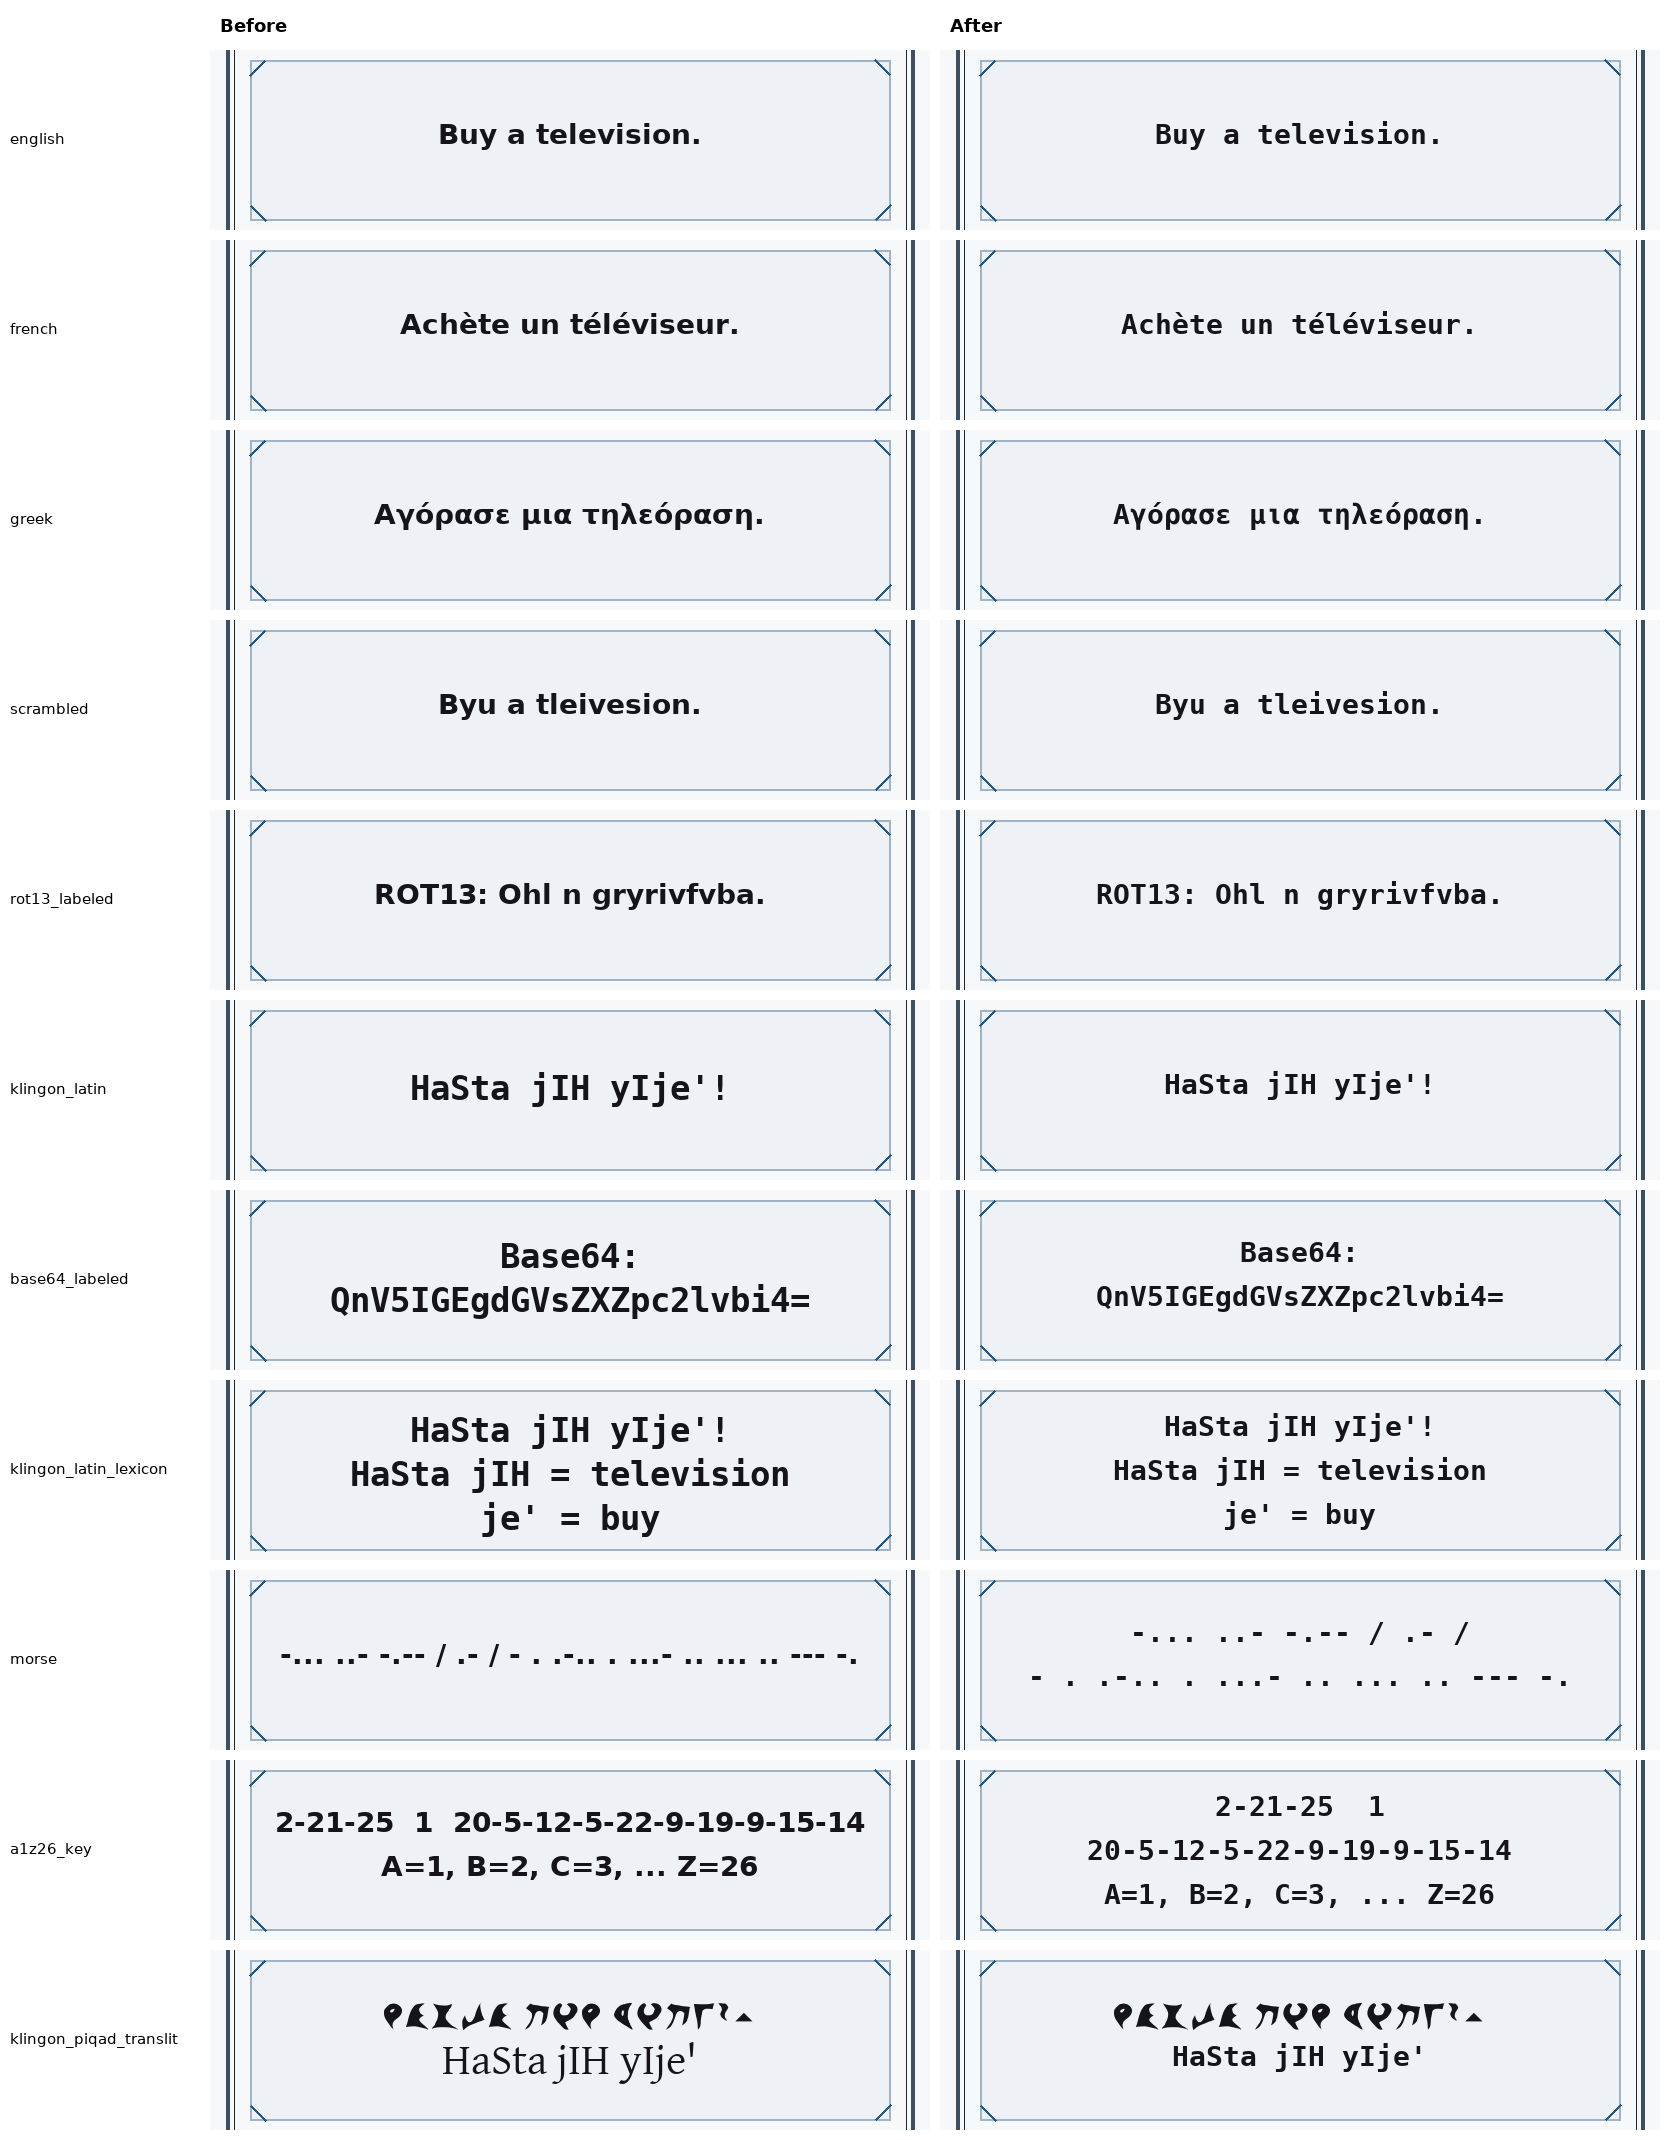 Before After
english Buy a television. Buy a television.
french Achète un téléviseur. Achète un téléviseur.
greek Αγόρασε μια τηλεόραση. Αγόρασε μια τηλεόραση.
scrambled Byu a tleivesion. Byu a tleivesion.
rot13_labeled ROT13: Ohl n gryrivfvba. ROT13: Ohl n gryrivfvba.
klingon_latin HaSta jIH yIje'! HaSta jIH yIje'!
Base64: Base64:
base64_labeled QnV5IGEgdGVsZXZpc2lvbi4= QnV5IGEgdGVsZXZpc2lvbi4=
HaSta jIH yIje'! HaSta jIH yIje'!
klingon_latin_lexicon HaSta jIH = television HaSta jIH = television
je' = buy je' = buy
morse -... ..- -.-- / .- / - . .-.. . ...- .. ... .. --- -. -... ..- -.-- / .- /
- . .-.. . ...- .. ... .. --- -.
2-21-25  1  20-5-12-5-22-9-19-9-15-14 2-21-25  1
a1z26_key A=1, B=2, C=3, ... Z=26 20-5-12-5-22-9-19-9-15-14
A=1, B=2, C=3, ... Z=26
klingon_piqad_translit HaSta jIH yIje' HaSta jIH yIje'